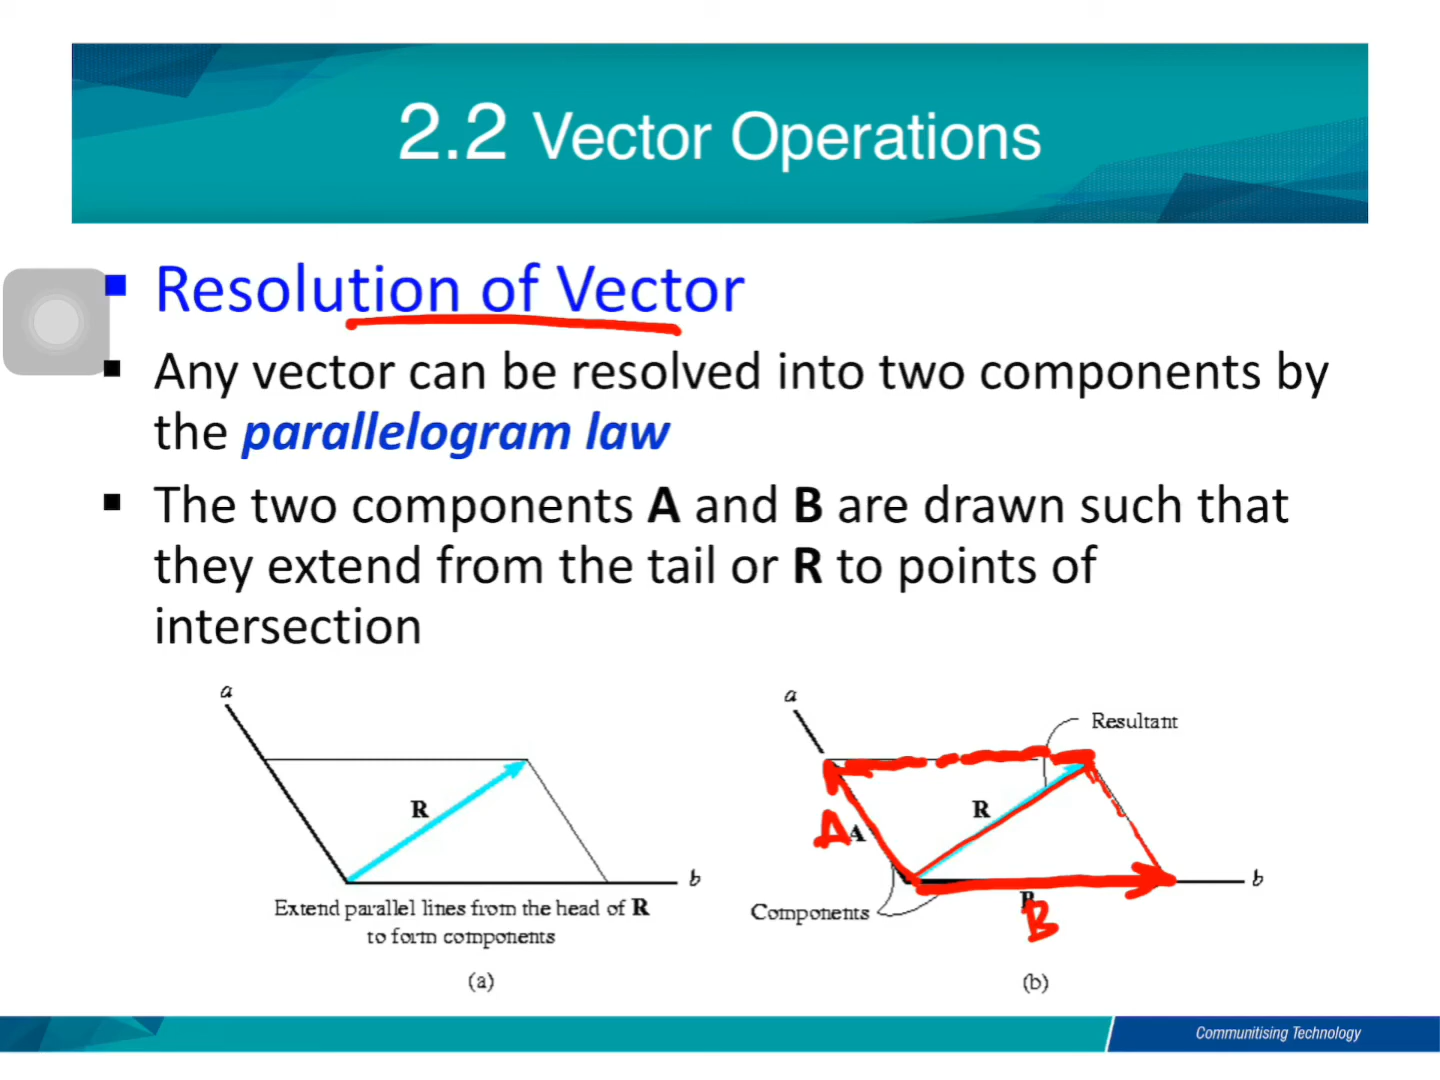 2.2 Vector Operations
Resolution of Vector
Any vector can be resolved into two components by
the parallelogram law
The two components A and B are drawn such that
they extend from the tail or R to points of
intersection
a
R
b
Extend parallel lines from the head of R
to form components
(a)
a
Resultant
R
A
A
b
Components
B
B
(b)
Communitising Technology